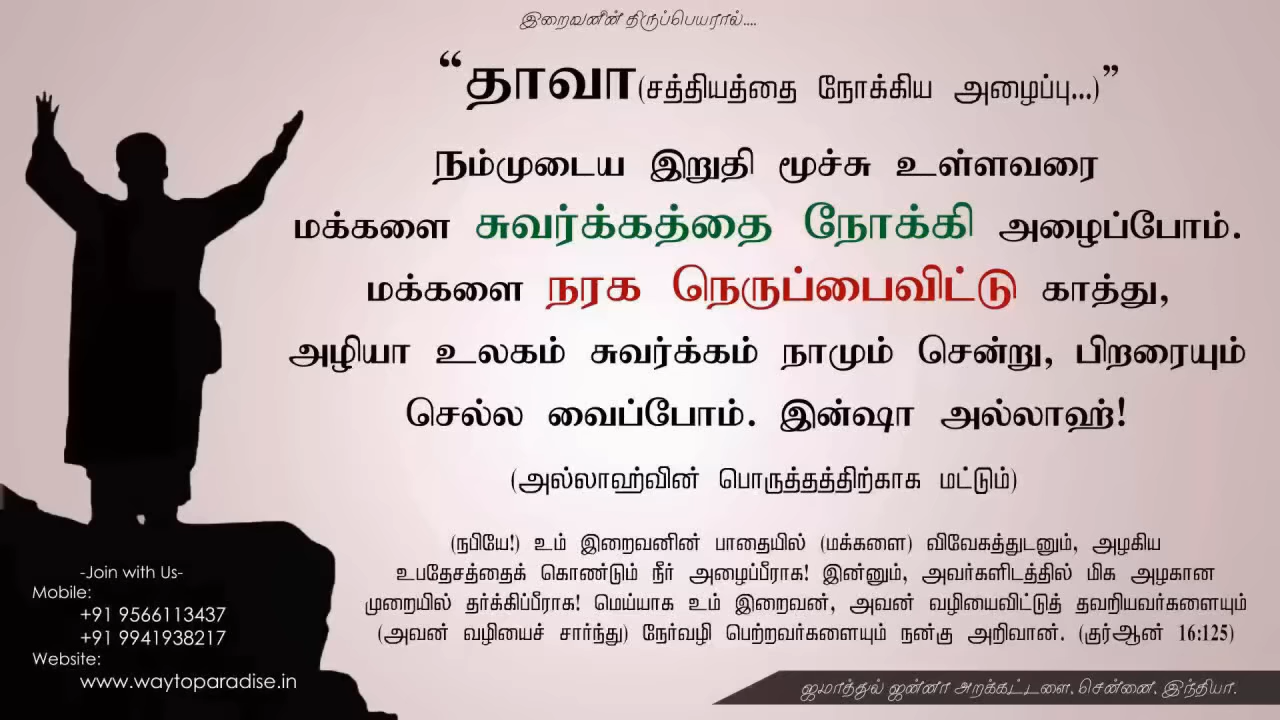 இறைவனின் திருப்பெயரால்....
“தாவா(சத்தியத்தை நோக்கிய அழைப்பு...)”
நம்முடைய இறுதி மூச்சு உள்ளவரை
மக்களை சுவர்க்கத்தை நோக்கி அழைப்போம்.
மக்களை நரக நெருப்பைவிட்டு காத்து,
அழியா உலகம் சுவர்க்கம் நாமும் சென்று, பிறரையும்
செல்ல வைப்போம். இன்ஷா அல்லாஹ்!
(அல்லாஹ்வின் பொருத்தத்திற்காக மட்டும்)
(நபியே!) உம் இறைவனின் பாதையில் (மக்களை) விவேகத்துடனும், அழகிய
உபதேசத்தைக் கொண்டும் நீர் அழைப்பீராக! இன்னும், அவர்களிடத்தில் மிக அழகான
முறையில் தர்க்கிப்பீராக! மெய்யாக உம் இறைவன், அவன் வழியைவிட்டுத் தவறியவர்களையும்
(அவன் வழியைச் சார்ந்து) நேர்வழி பெற்றவர்களையும் நன்கு அறிவான். (குர்ஆன் 16:125)
-Join with Us-
Mobile:
+91 9566113437
+91 9941938217
Website:
www.waytoparadise.in
ஜமாத்துல் ஜன்னா அறக்கட்டளை, சென்னை, இந்தியா.